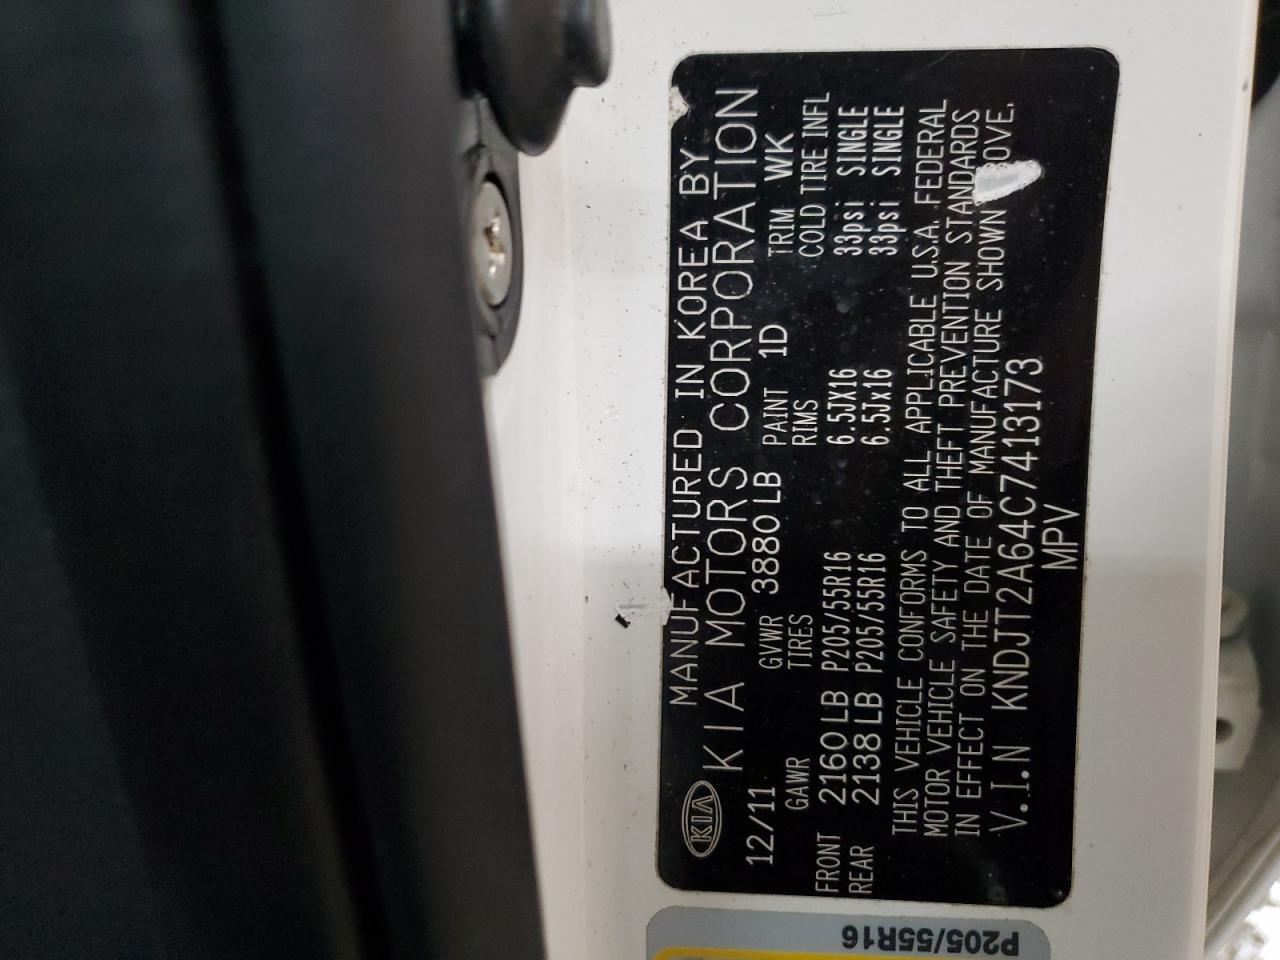 MANUFACTURED IN KOREA BY
KIA KIA MOTORS CORPORATION
12/11 GVWR 3880 LB PAINT 1D TRIM WK
GAWR TIRES RIMS COLD TIRE INFL
FRONT 2160 LB P205/55R16 6.5JX16 33psi SINGLE
REAR 2138 LB P205/55R16 6.5Jx16 33psi SINGLE
THIS VEHICLE CONFORMS TO ALL APPLICABLE U.S.A. FEDERAL
MOTOR VEHICLE SAFETY AND THEFT PREVENTION STANDARDS
IN EFFECT ON THE DATE OF MANUFACTURE SHOWN OVE.
V.I.N KNDJT2A64C7413173
MPV
P205/55R16